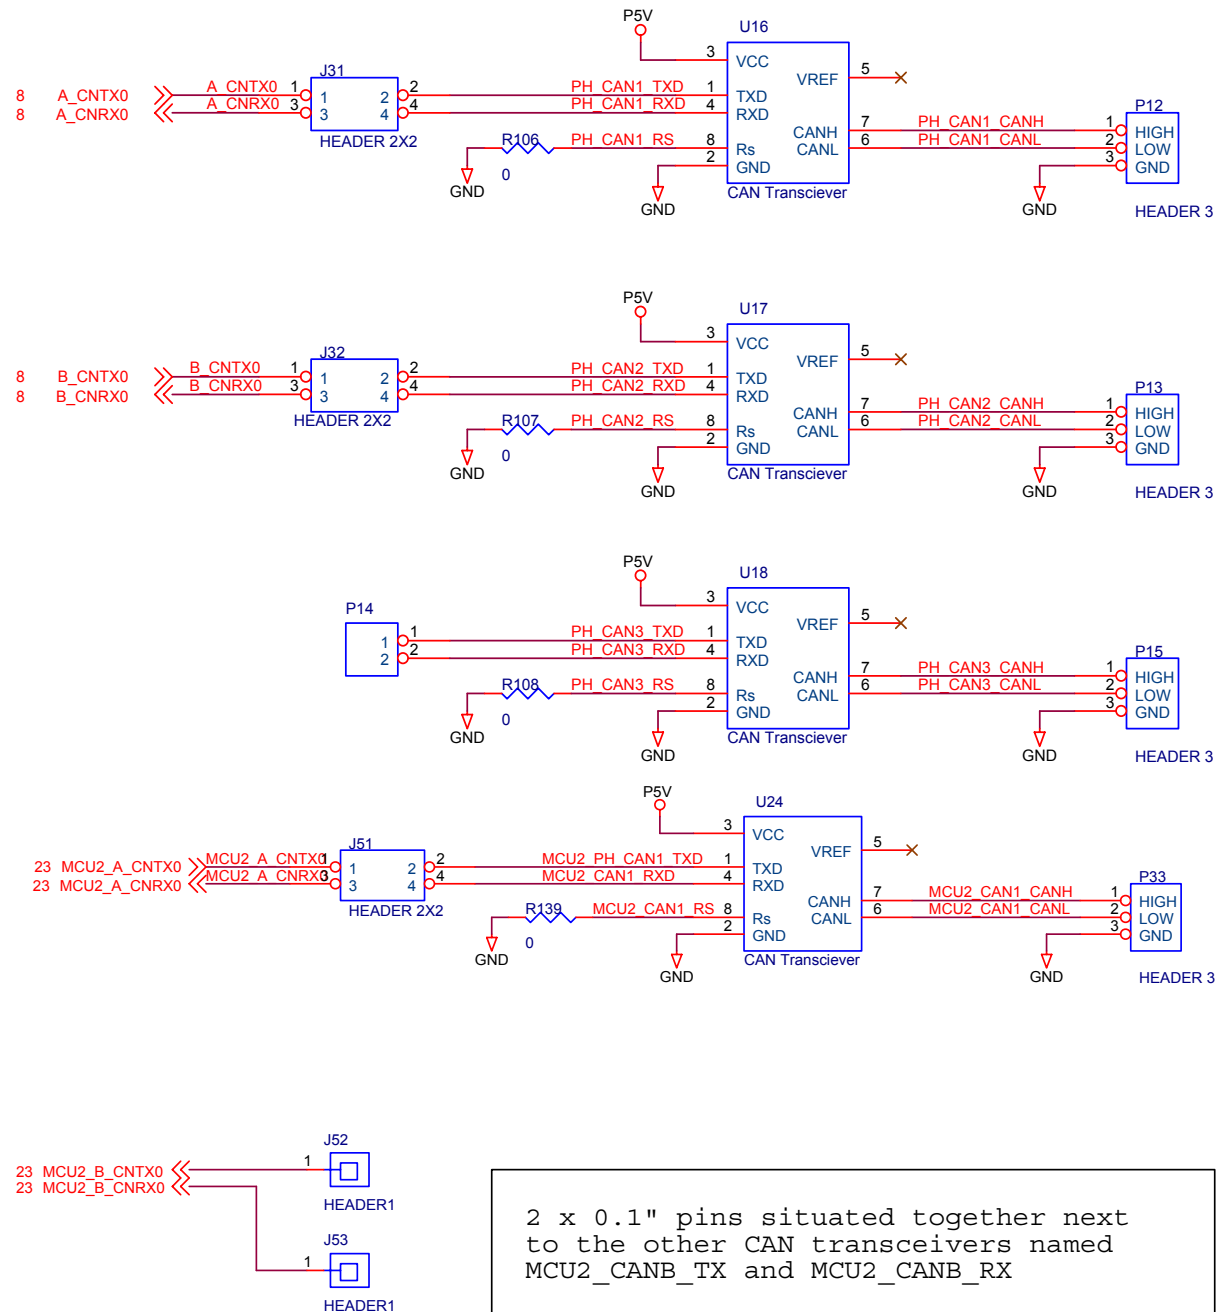 P5V
U16
3 VCC
VREF 5
J31
8 A_CNTX0 A_CNTX0 1 1 2 2 PH_CAN1_TXD 1 TXD
8 A_CNRX0 A_CNRX0 3 3 4 4 PH_CAN1_RXD 4 RXD
HEADER 2X2
P12
CANH 7 PH_CAN1_CANH 1 HIGH
CANL 6 PH_CAN1_CANL 2 LOW
3 GND
R106 PH_CAN1_RS 8 Rs
0
2 GND
GND
GND
CAN Transciever
GND
HEADER 3
P5V
U17
3 VCC
VREF 5
J32
8 B_CNTX0 B_CNTX0 1 1 2 2 PH_CAN2_TXD 1 TXD
8 B_CNRX0 B_CNRX0 3 3 4 4 PH_CAN2_RXD 4 RXD
HEADER 2X2
P13
CANH 7 PH_CAN2_CANH 1 HIGH
CANL 6 PH_CAN2_CANL 2 LOW
3 GND
R107 PH_CAN2_RS 8 Rs
0
2 GND
GND
GND
CAN Transciever
GND
HEADER 3
P5V
U18
3 VCC
VREF 5
P14
1 1 PH_CAN3_TXD 1 TXD
2 2 PH_CAN3_RXD 4 RXD
P15
CANH 7 PH_CAN3_CANH 1 HIGH
CANL 6 PH_CAN3_CANL 2 LOW
3 GND
R108 PH_CAN3_RS 8 Rs
0
2 GND
GND
GND
CAN Transciever
GND
HEADER 3
P5V
U24
3 VCC
VREF 5
J51
23 MCU2_A_CNTX0 MCU2_A_CNTX0 1 1 2 2 MCU2_PH_CAN1_TXD 1 TXD
23 MCU2_A_CNRX0 MCU2_A_CNRX0 3 3 4 4 MCU2_CAN1_RXD 4 RXD
HEADER 2X2
P33
CANH 7 MCU2_CAN1_CANH 1 HIGH
CANL 6 MCU2_CAN1_CANL 2 LOW
3 GND
R139 MCU2_CAN1_RS 8 Rs
0
2 GND
GND
GND
CAN Transciever
GND
HEADER 3
J52
23 MCU2_B_CNTX0 1
23 MCU2_B_CNRX0
HEADER1
J53
1
HEADER1
2 x 0.1" pins situated together next
to the other CAN transceivers named
MCU2_CANB_TX and MCU2_CANB_RX